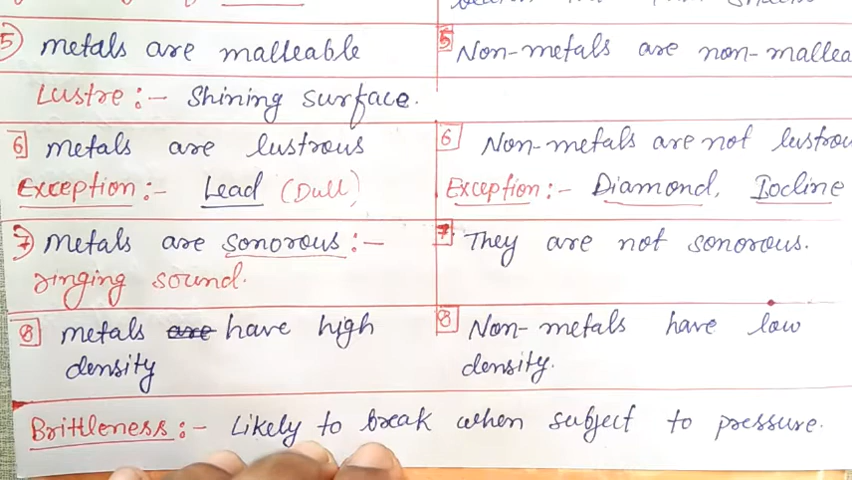 5 metals are malleable
5 Non-metals are non-mallea
Lustre :- Shining surface.
6 metals are lustrous
6 Non-metals are not lustrou
Exception :- Lead (Dull)
Exception :- Diamond, Iocline
7) metals are sonorous :-
7. They are not sonorous.
ringing sound.
8 metals are have high
8 Non-metals have low
density
density.
Brittleness :- Likely to break when subject to pressure.